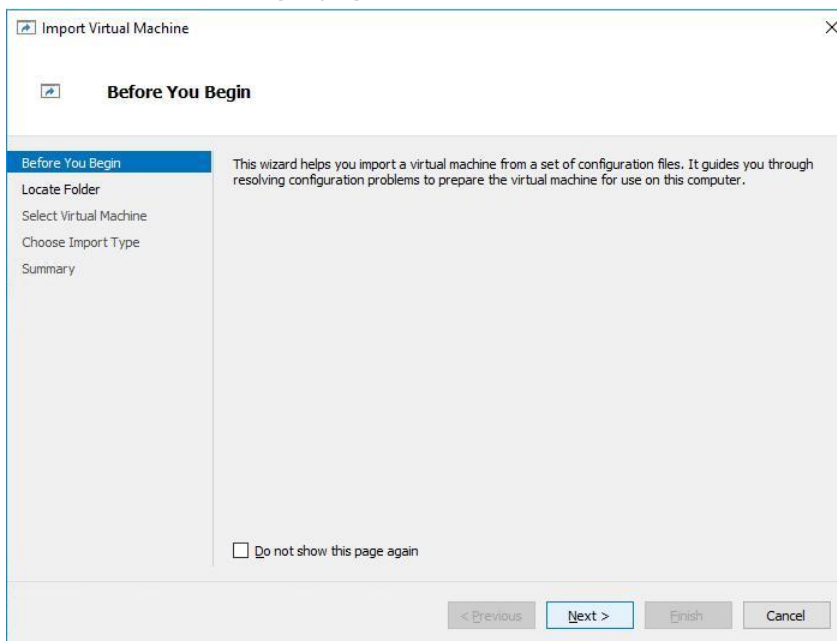 Import Virtual Machine
Before You Begin
Before You Begin
Locate Folder
Select Virtual Machine
Choose Import Type
Summary
This wizard helps you import a virtual machine from a set of configuration files. It guides you through
resolving configuration problems to prepare the virtual machine for use on this computer.
Do not show this page again
< Previous
Next >
Finish
Cancel